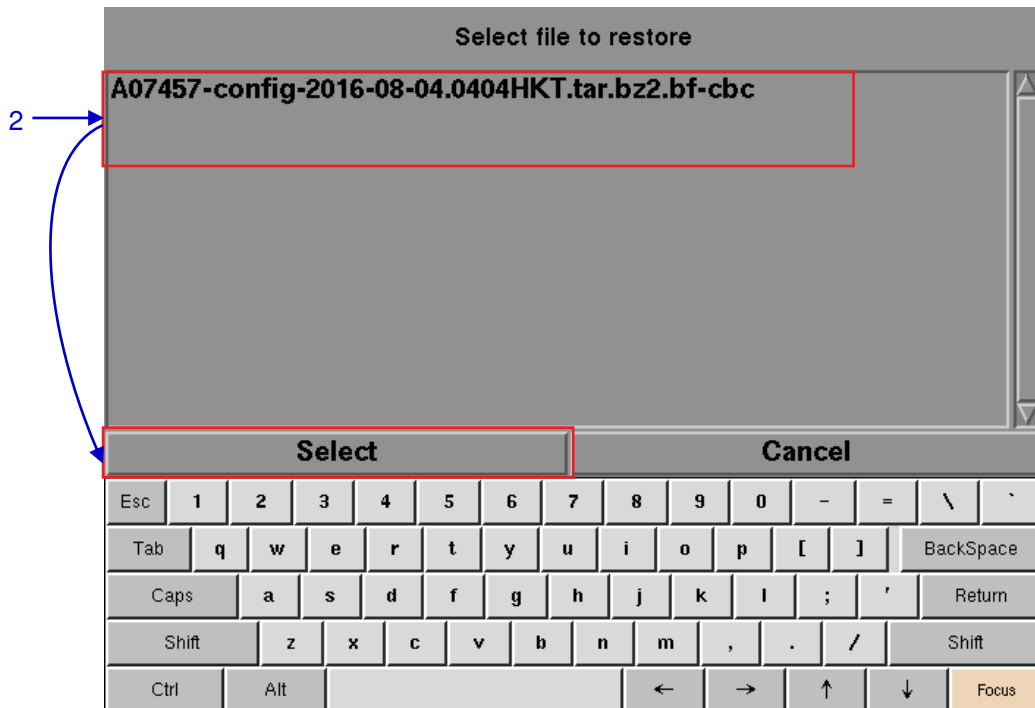 Select file to restore
A07457-config-2016-08-04.0404HKT.tar.bz2.bf-cbc
2
Select Cancel
Esc 1 2 3 4 5 6 7 8 9 0 - = \ `
Tab q w e r t y u i o p [ ] BackSpace
Caps a s d f g h j k l ; ' Return
Shift z x c v b n m , . / Shift
Ctrl Alt ← → ↑ ↓ Focus